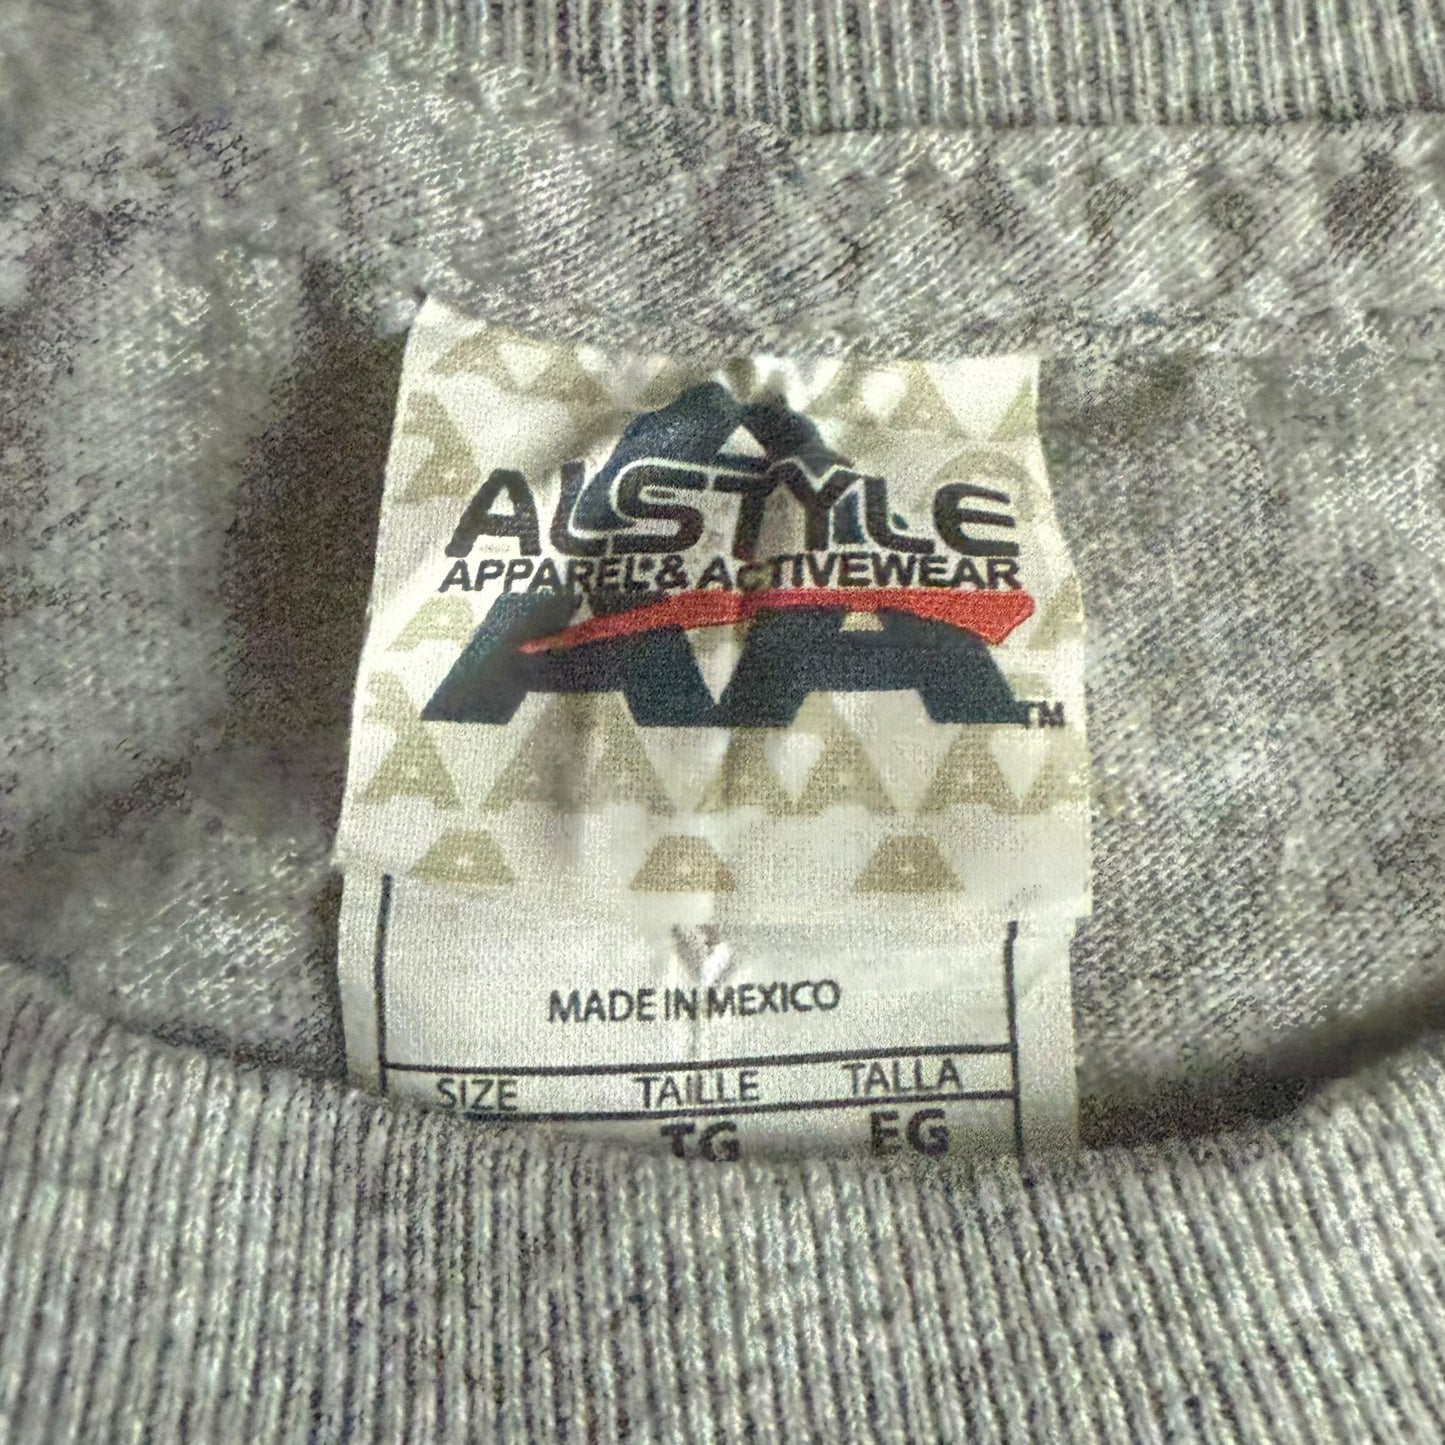 ALSTYLE
APPAREL & ACTIVEWEAR
TM
MADE IN MEXICO
SIZE TAILLE TALLA
TG EG